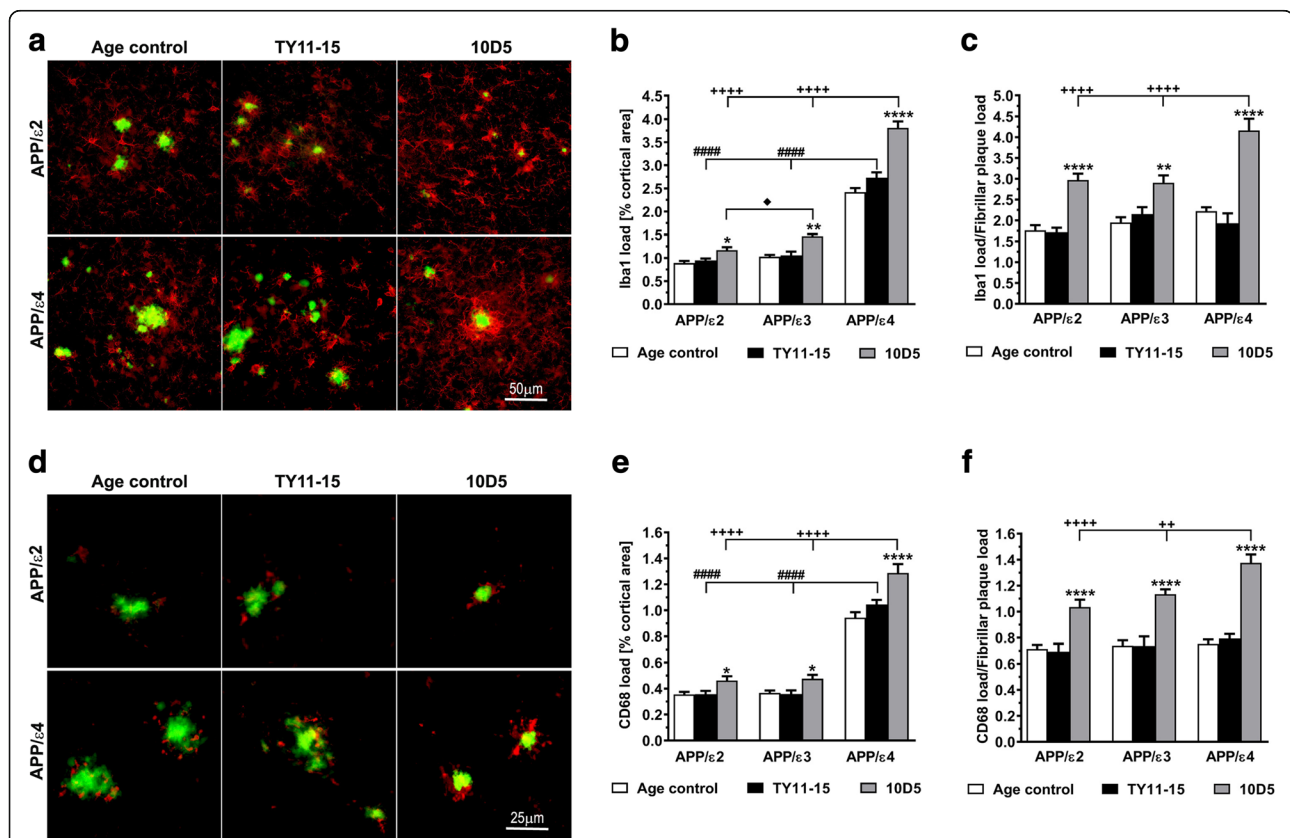 a
Age control TY11-15 10D5
APP/ε2
APP/ε4
50µm
b
++++ ++++
****
#### ####
◆
* **
Iba1 load [% cortical area]
4.5
4.0
3.5
3.0
2.5
2.0
1.5
1.0
0.5
0.0
APP/ε2 APP/ε3 APP/ε4
Age control TY11-15 10D5
c
++++ ++++
****
**** **
Iba1 load/Fibrillar plaque load
5.0
4.5
4.0
3.5
3.0
2.5
2.0
1.5
1.0
0.5
0.0
APP/ε2 APP/ε3 APP/ε4
Age control TY11-15 10D5
d
Age control TY11-15 10D5
APP/ε2
APP/ε4
25µm
e
++++ ++++
****
#### ####
* *
CD68 load [% cortical area]
1.6
1.4
1.2
1.0
0.8
0.6
0.4
0.2
0.0
APP/ε2 APP/ε3 APP/ε4
Age control TY11-15 10D5
f
++++ ++
****
**** ****
CD68 load/Fibrillar plaque load
1.6
1.4
1.2
1.0
0.8
0.6
0.4
0.2
0.0
APP/ε2 APP/ε3 APP/ε4
Age control TY11-15 10D5